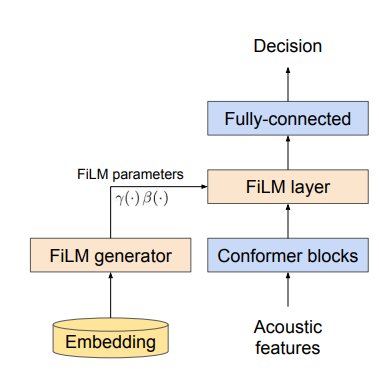 Decision
Fully-connected
FiLM parameters
γ(·) β(·)
FiLM layer
FiLM generator
Conformer blocks
Embedding
Acoustic
features